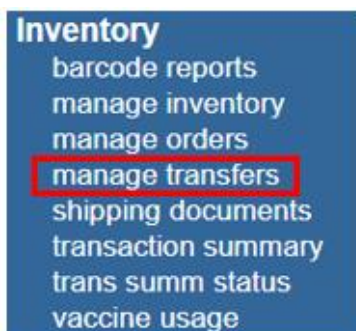 Inventory
barcode reports
manage inventory
manage orders
manage transfers
shipping documents
transaction summary
trans summ status
vaccine usage